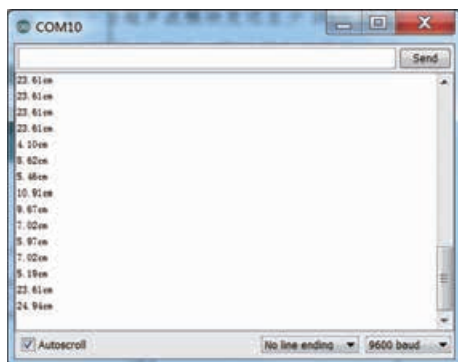 COM10
Send
23.61cm
23.61cm
23.61cm
23.61cm
4.10cm
5.62cm
5.46cm
10.91cm
9.67cm
7.02cm
5.97cm
7.02cm
5.19cm
23.61cm
24.94cm
Autoscroll
No line ending
9600 baud